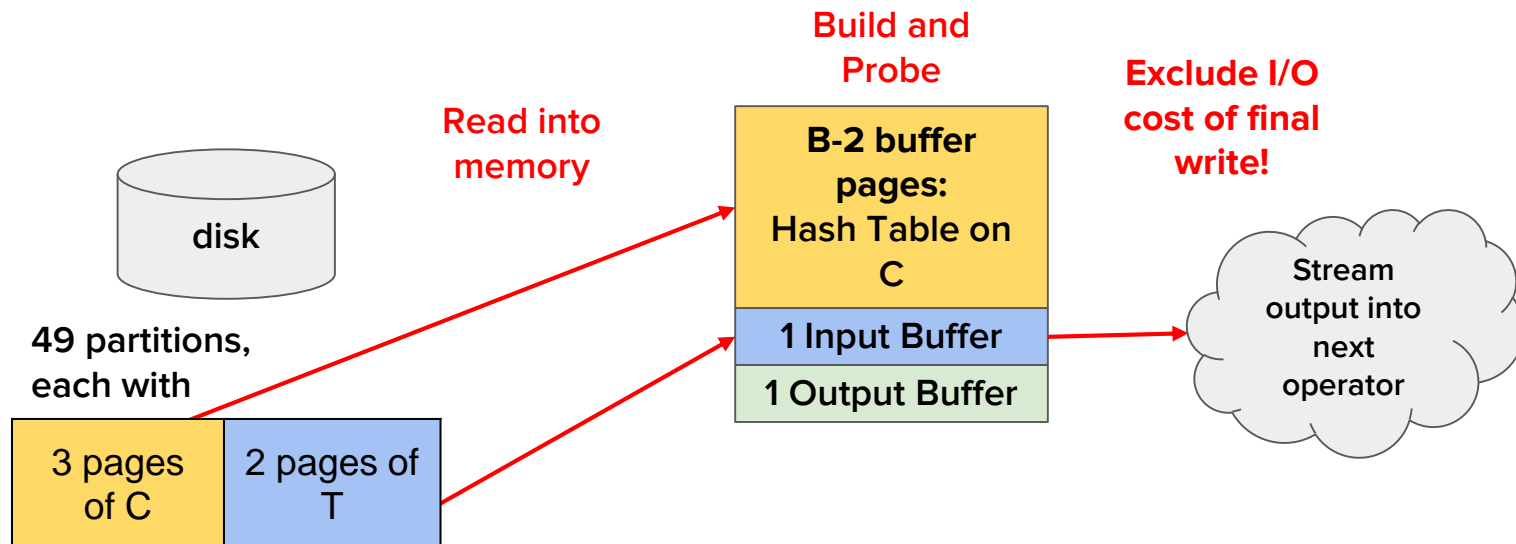 Build and
Probe
Exclude I/O
cost of final
write!
Read into
memory
B-2 buffer
pages:
Hash Table on
C
disk
Stream
output into
next
operator
1 Input Buffer
1 Output Buffer
49 partitions,
each with
3 pages
of C
2 pages of
T